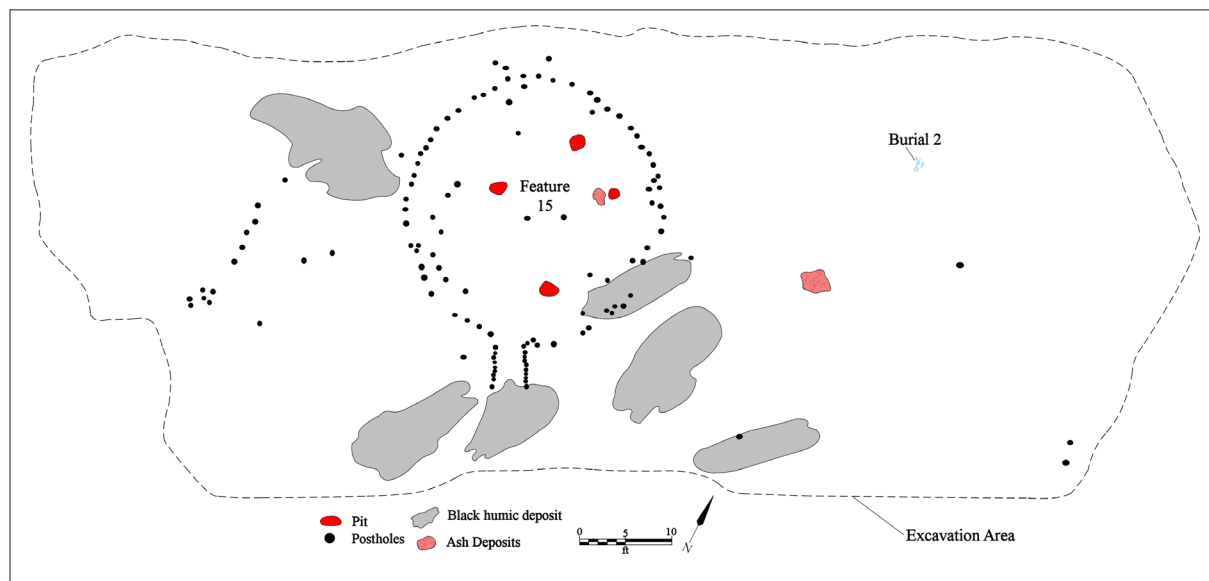 Burial 2
Feature
15
Pit
Postholes
Black humic deposit
Ash Deposits
0 5 10
ft
N
Excavation Area